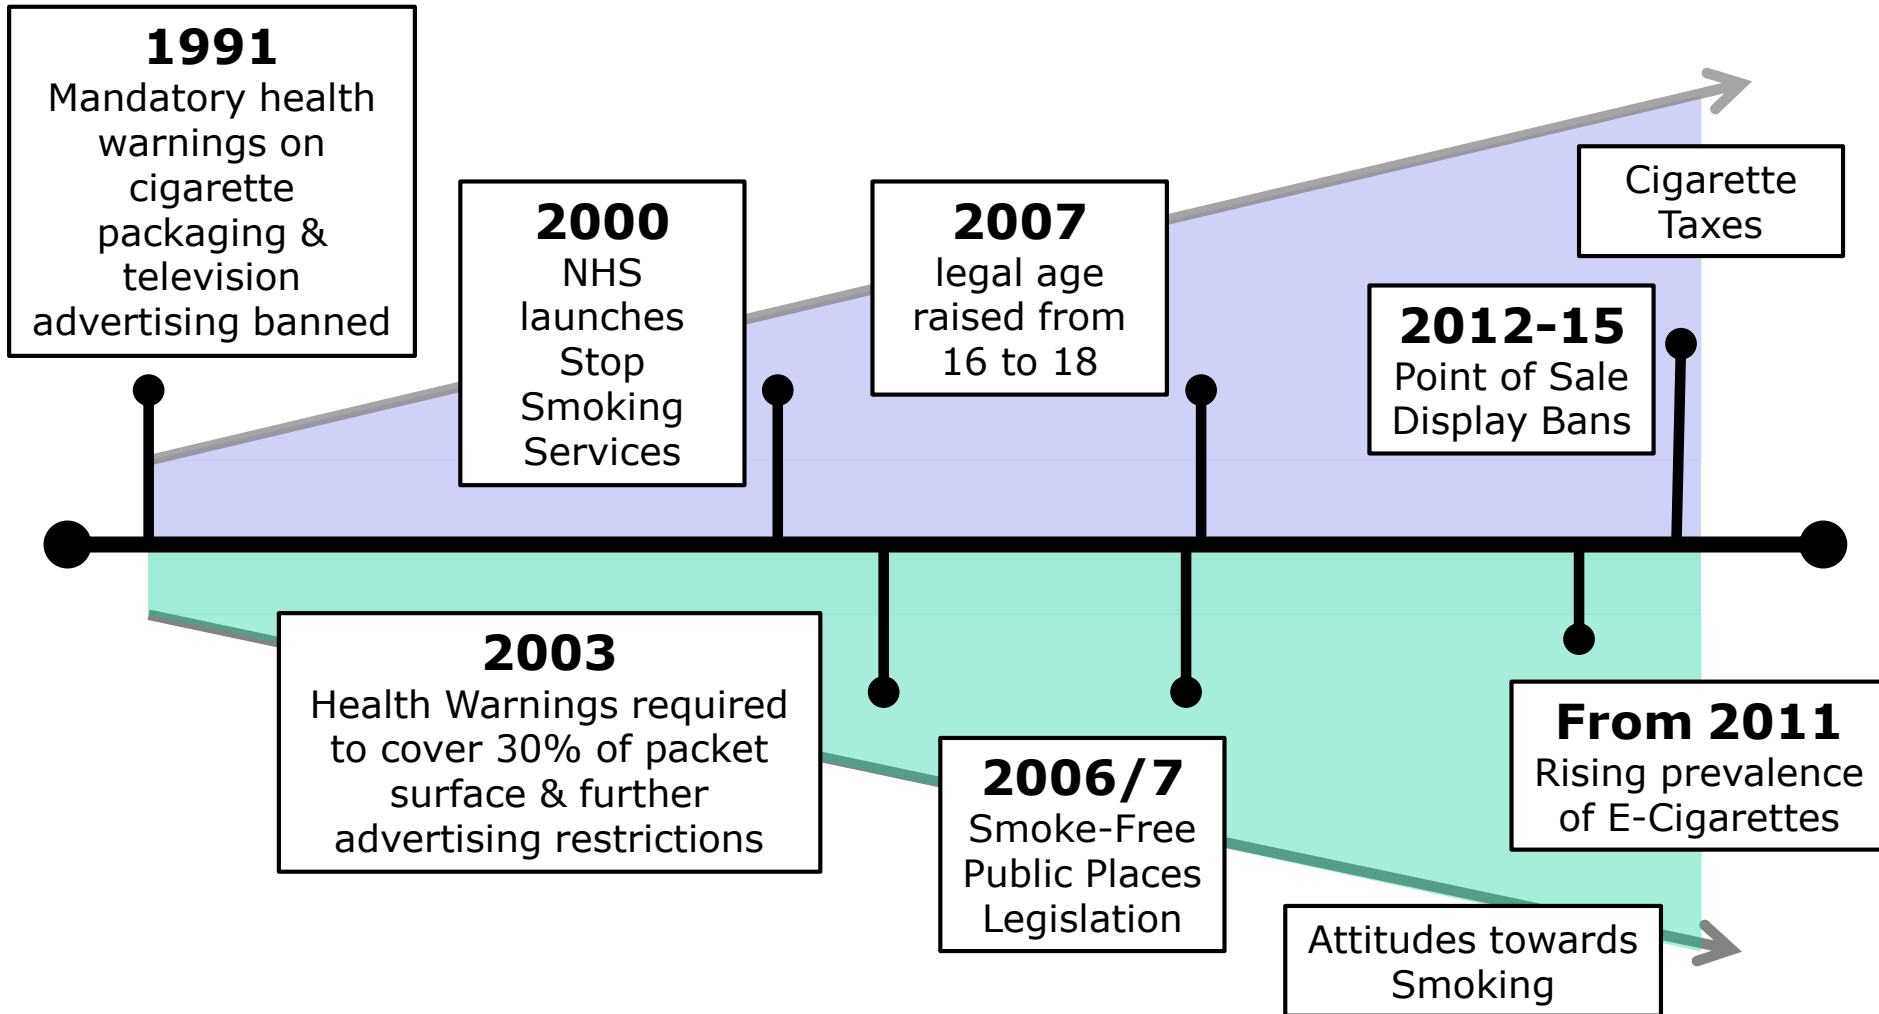 1991
Mandatory health
warnings on
cigarette
packaging &
television
advertising banned
2000
NHS
launches
Stop
Smoking
Services
2007
legal age
raised from
16 to 18
Cigarette
Taxes
2012-15
Point of Sale
Display Bans
2003
Health Warnings required
to cover 30% of packet
surface & further
advertising restrictions
2006/7
Smoke-Free
Public Places
Legislation
From 2011
Rising prevalence
of E-Cigarettes
Attitudes towards
Smoking